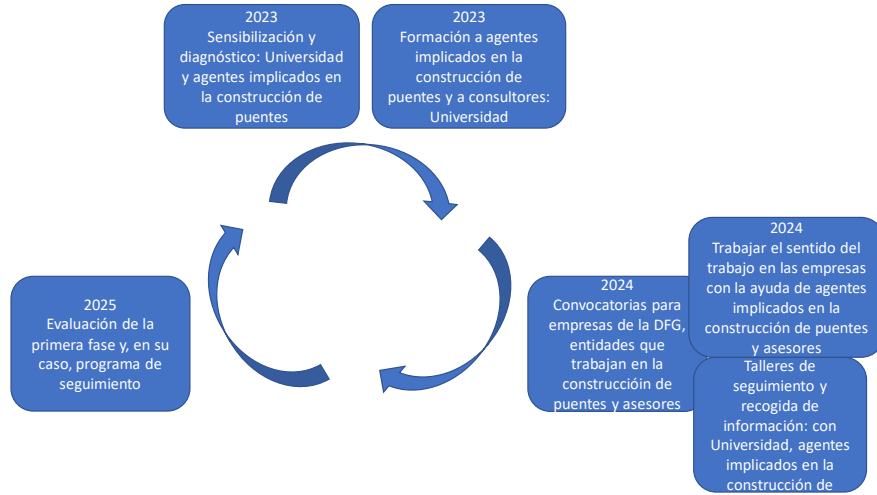 2023
Sensibilización y
diagnóstico: Universidad
y agentes implicados en
la construcción de
puentes
2023
Formación a agentes
implicados en la
construcción de
puentes y a consultores:
Universidad
2024
Trabajar el sentido del
trabajo en las empresas
con la ayuda de agentes
implicados en la
construcción de puentes
y asesores
2024
Convocatorias para
empresas de la DFG,
entidades que
trabajan en la
construccióin de
puentes y asesores
Talleres de
seguimiento y
recogida de
información: con
Universidad, agentes
implicados en la
construcción de
2025
Evaluación de la
primera fase y, en su
caso, programa de
seguimiento